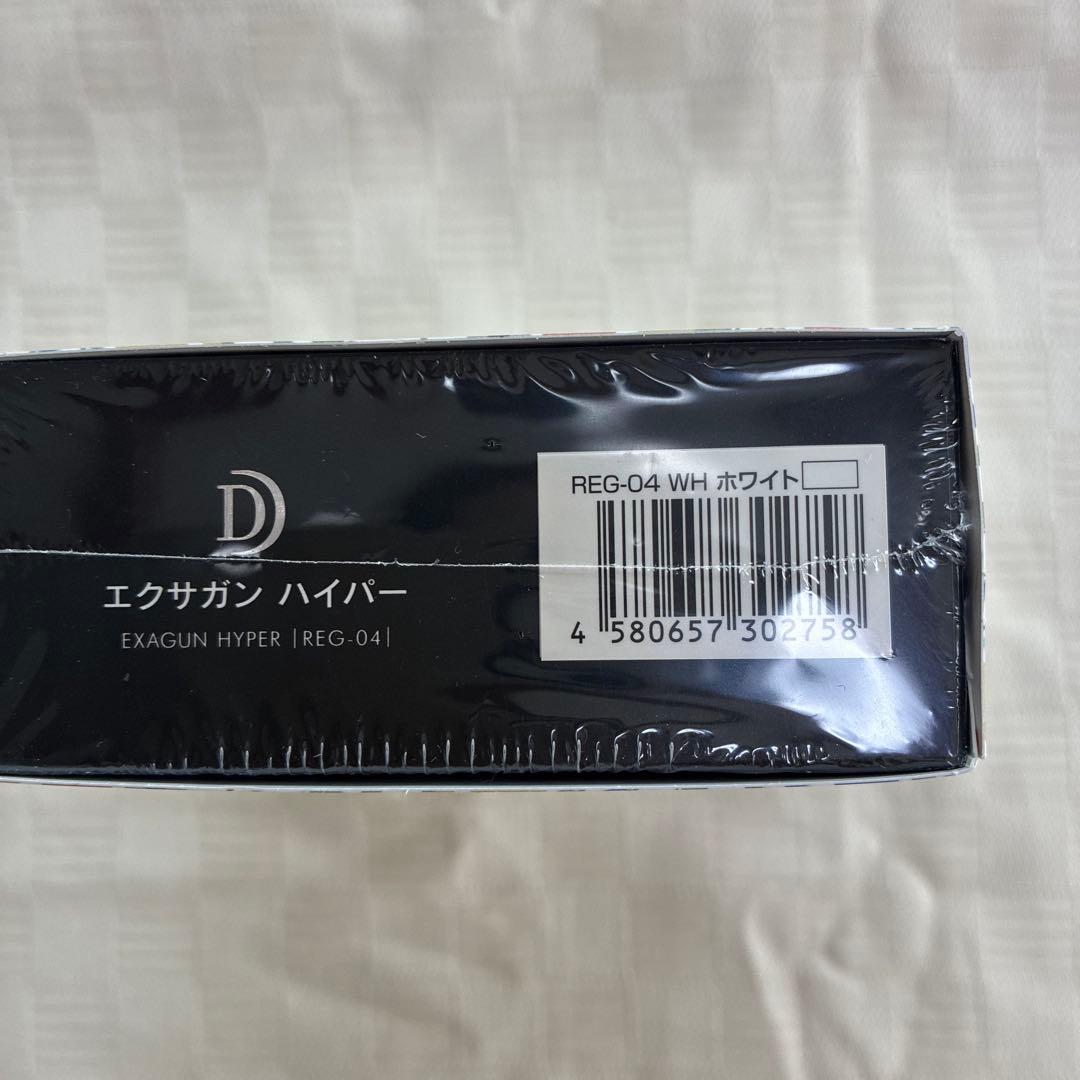 D
エクサガン ハイパー
EXAGUN HYPER |REG-04|
REG-04 WH ホワイト
4 580657 302758